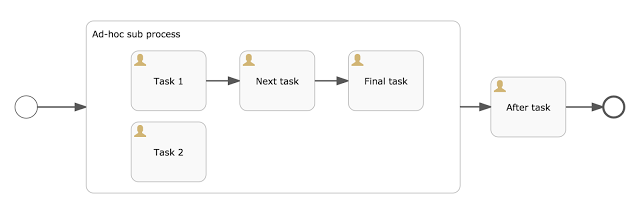 Ad-hoc sub process
Task 1
Next task
Final task
After task
Task 2